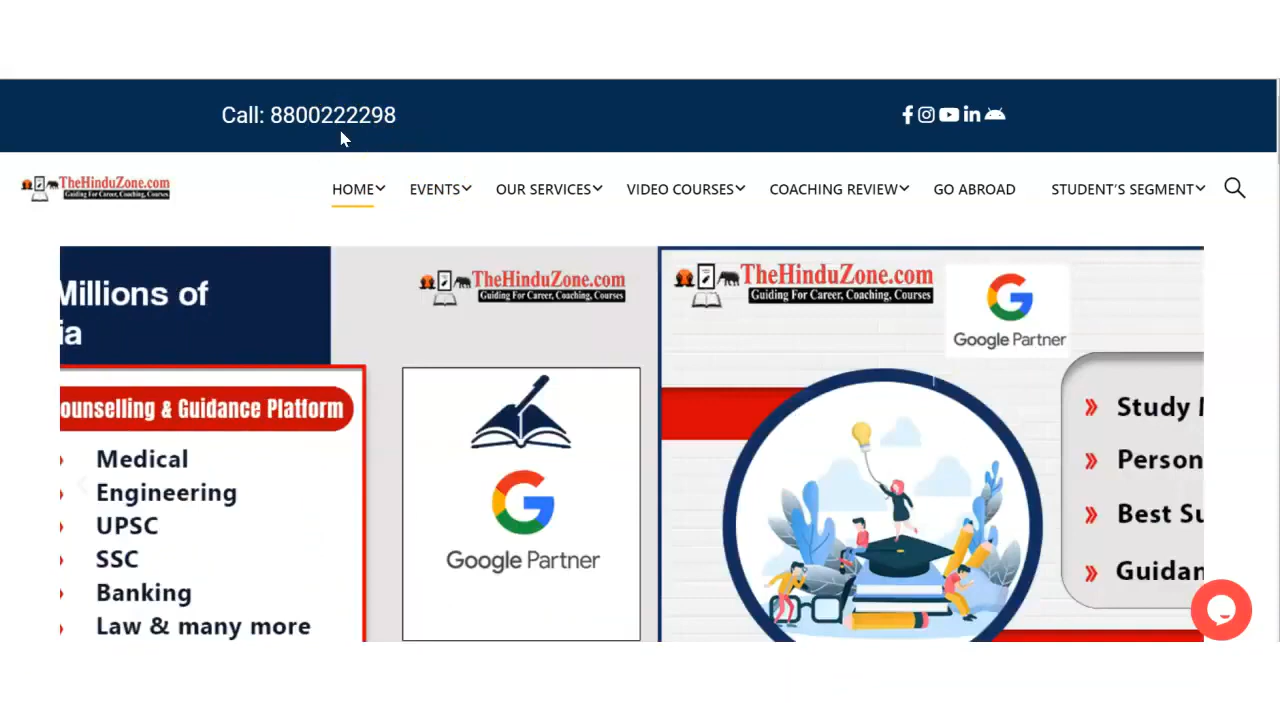 Call: 8800222298
TheHinduZone.com
Guiding For Career, Coaching, Courses
HOME EVENTS OUR SERVICES VIDEO COURSES COACHING REVIEW GO ABROAD STUDENT'S SEGMENT
Millions of
ia
ounselling & Guidance Platform
Medical
Engineering
UPSC
SSC
Banking
Law & many more
TheHinduZone.com
Guiding For Career, Coaching, Courses
Google Partner
TheHinduZone.com
Guiding For Career, Coaching, Courses
Google Partner
Study
Person
Best Su
Guidan